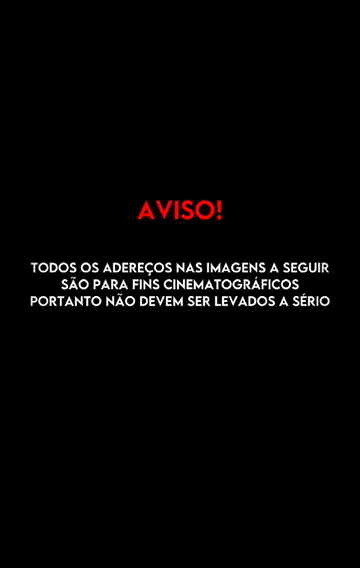 AVISO!
TODOS OS ADEREÇOS NAS IMAGENS A SEGUIR
SÃO PARA FINS CINEMATOGRÁFICOS
PORTANTO NÃO DEVEM SER LEVADOS A SÉRIO